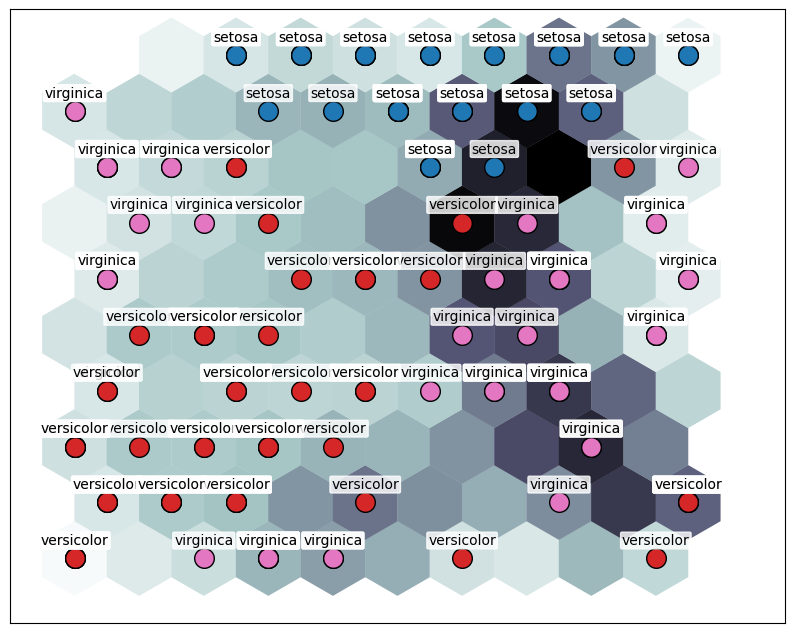 setosa setosa setosa setosa setosa setosa setosa setosa
virginica setosa setosa setosa setosa setosa setosa
virginica virginica versicolor setosa setosa versicolor virginica
virginica virginica versicolor versicolor virginica virginica
virginica versicolor versicolor versicolor virginica virginica virginica
versicolor versicolor versicolor virginica virginica virginica
versicolor versicolor versicolor versicolor virginica virginica virginica
versicolor versicolor versicolor versicolor versicolor virginica
versicolor versicolor versicolor versicolor virginica versicolor
versicolor virginica virginica virginica versicolor versicolor